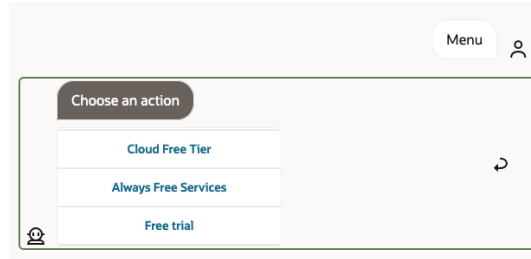 Menu
Choose an action
Cloud Free Tier
Always Free Services
Free trial